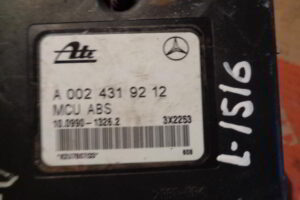 Ate
A 002 431 92 12
MCU ABS
10.0990-1326.2 3X2253
L-1516